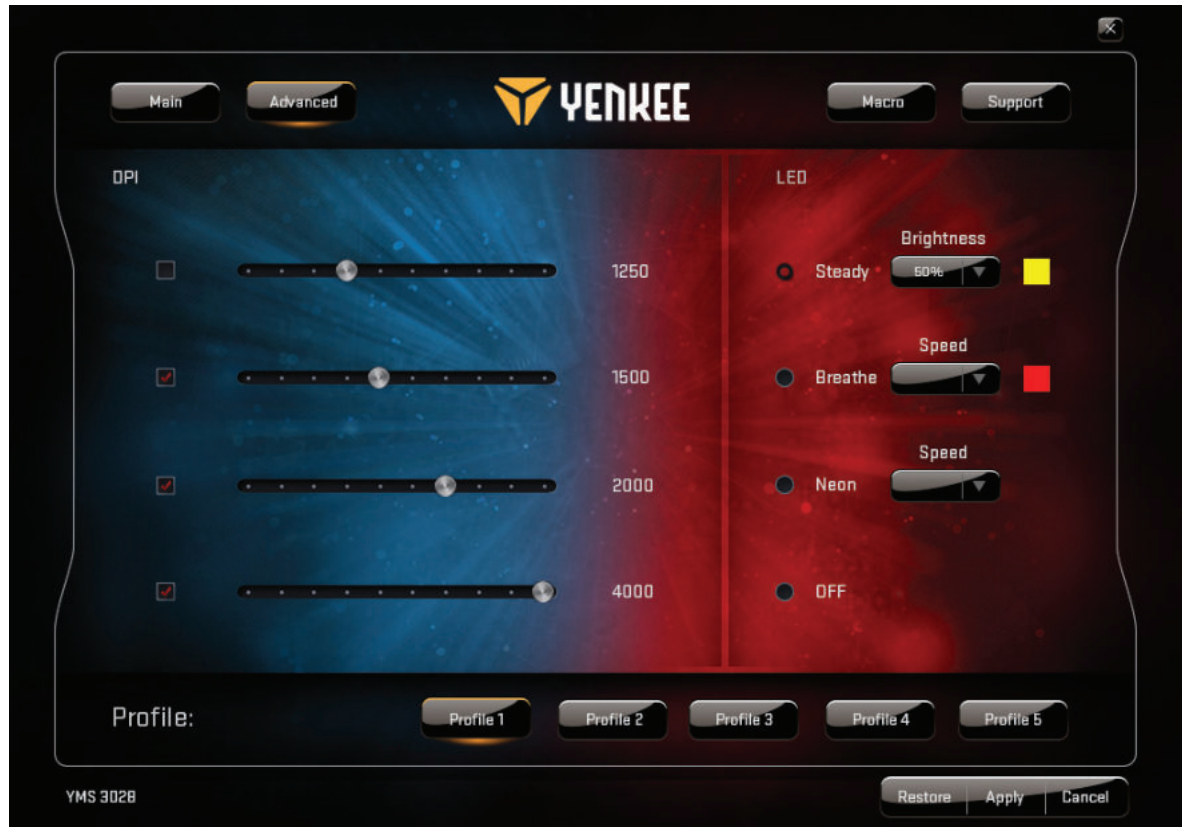 Main Advanced YENKEE Macro Support
DPI LED
Brightness
1250 Steady 50%
Speed
1500 Breathe
Speed
2000 Neon
4000 OFF
Profile: Profile 1 Profile 2 Profile 3 Profile 4 Profile 5
YMS 3028 Restore Apply Cancel